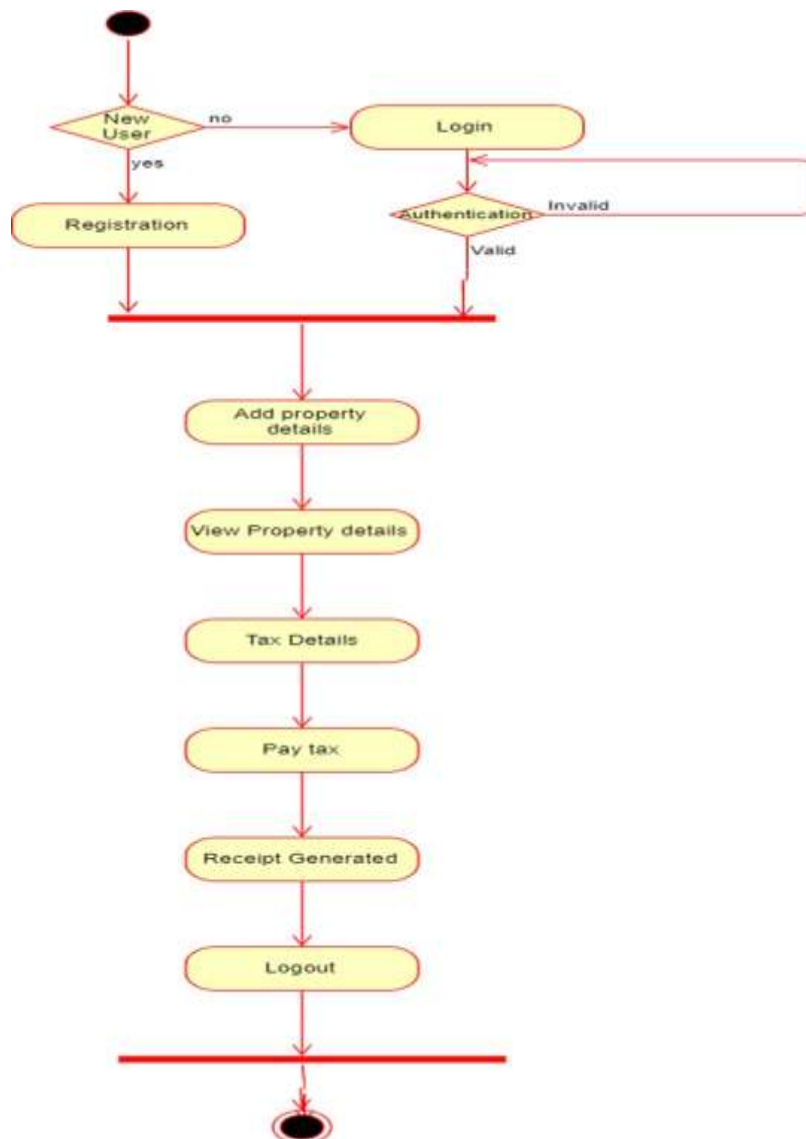 New
User
no
Login
yes
Registration
Authentication
Invalid
Valid
Add property
details
View Property details
Tax Details
Pay tax
Receipt Generated
Logout